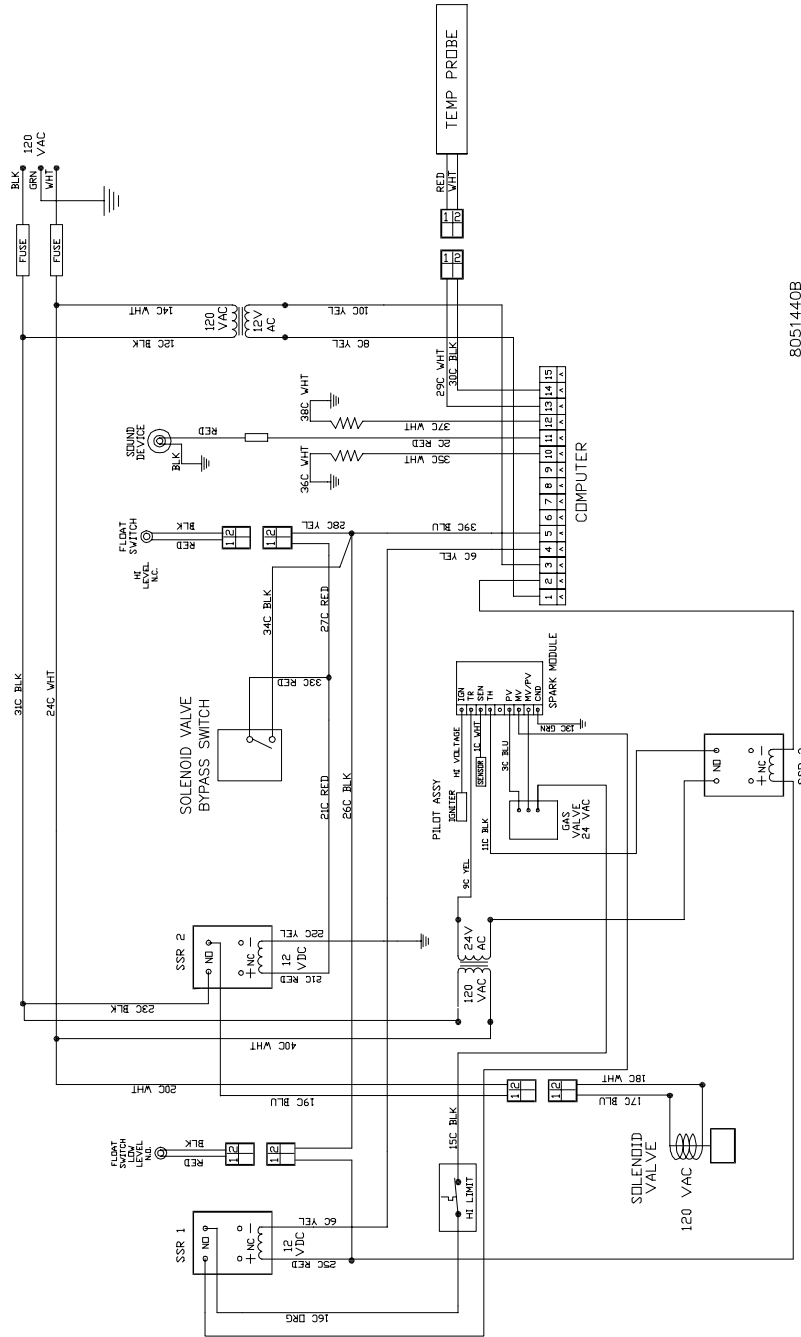 BLK
GRN
WHT
120
VAC
FUSE
FUSE
TEMP PROBE
RED
WHT
1 2
1 2
14C WHT
12C BLK
120
VAC
12V
AC
10C YEL
8C YEL
29C WHT
30C BLK
SOUND
DEVICE
RED
BLK
38C WHT
36C WHT
37C WHT
2C RED
35C WHT
COMPUTER
1 2 3 4 5 6 7 8 9 10 11 12 13 14 15
FLOAT
SWITCH
HI
LEVEL
N.C.
BLK
RED
1 2
1 2
28C YEL
39C BLU
6C YEL
34C BLK
27C RED
33C RED
31C BLK
24C WHT
SOLENOID VALVE
BYPASS SWITCH
21C RED
26C BLK
SPARK MODULE
IGN
TR
SEN
TH
PV
MV
MV/PV
GND
HI VOLTAGE
1C WHT
3C BLU
13C GRN
PILOT ASSY
IGNITER
SENSOR
11C BLK
9C YEL
GAS
VALVE
24 VAC
24V
AC
120
VAC
NO
+ NC -
SSR 2
NO
+ NC -
12
VDC
22C YEL
21C RED
23C BLK
40C WHT
20C WHT
19C BLU
1 2
1 2
18C WHT
17C BLU
SOLENOID
VALVE
120 VAC
FLOAT
SWITCH
LOW
LEVEL
N.O.
BLK
RED
1 2
1 2
15C BLK
HI LIMIT
SSR 1
NO
+ NC -
12
VDC
6C YEL
25C RED
16C ORG
8051440B